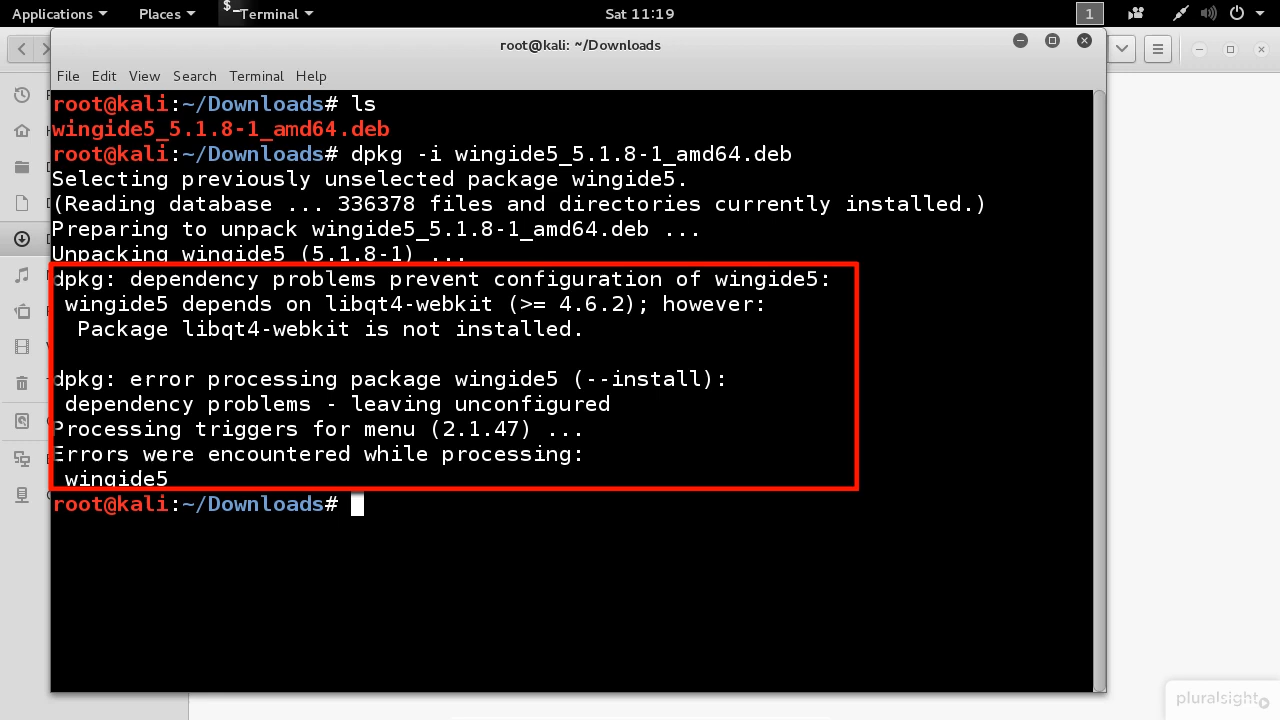 Applications Places $_Terminal Sat 11:19 1
root@kali: ~/Downloads
File Edit View Search Terminal Help
root@kali:~/Downloads# ls
wingide5_5.1.8-1_amd64.deb
root@kali:~/Downloads# dpkg -i wingide5_5.1.8-1_amd64.deb
Selecting previously unselected package wingide5.
(Reading database ... 336378 files and directories currently installed.)
Preparing to unpack wingide5_5.1.8-1_amd64.deb ...
Unpacking wingide5 (5.1.8-1) ...
dpkg: dependency problems prevent configuration of wingide5:
wingide5 depends on libqt4-webkit (>= 4.6.2); however:
Package libqt4-webkit is not installed.
dpkg: error processing package wingide5 (--install):
dependency problems - leaving unconfigured
Processing triggers for menu (2.1.47) ...
Errors were encountered while processing:
wingide5
root@kali:~/Downloads#
pluralsight